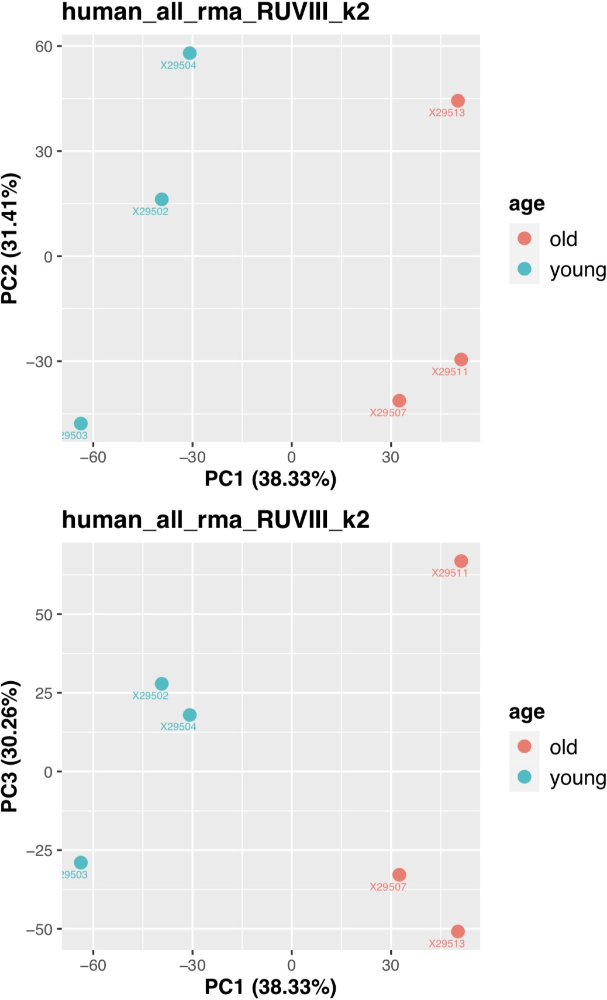 human_all_rma_RUVIII_k2
60
X29504
X29513
30
X29502
0
−30
X29511
X29507
29503
−60 −30 0 30
PC1 (38.33%)
PC2 (31.41%)
age
old
young
human_all_rma_RUVIII_k2
X29511
50
X29502
25
X29504
0
−25
29503
X29507
−50
X29513
−60 −30 0 30
PC1 (38.33%)
PC3 (30.26%)
age
old
young